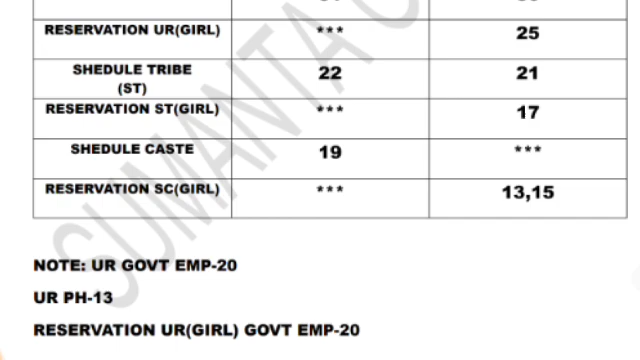 RESERVATION UR(GIRL) *** 25
SHEDULE TRIBE
(ST) 22 21
RESERVATION ST(GIRL) *** 17
SHEDULE CASTE 19 ***
RESERVATION SC(GIRL) *** 13,15
NOTE: UR GOVT EMP-20
UR PH-13
RESERVATION UR(GIRL) GOVT EMP-20
SUMANTA